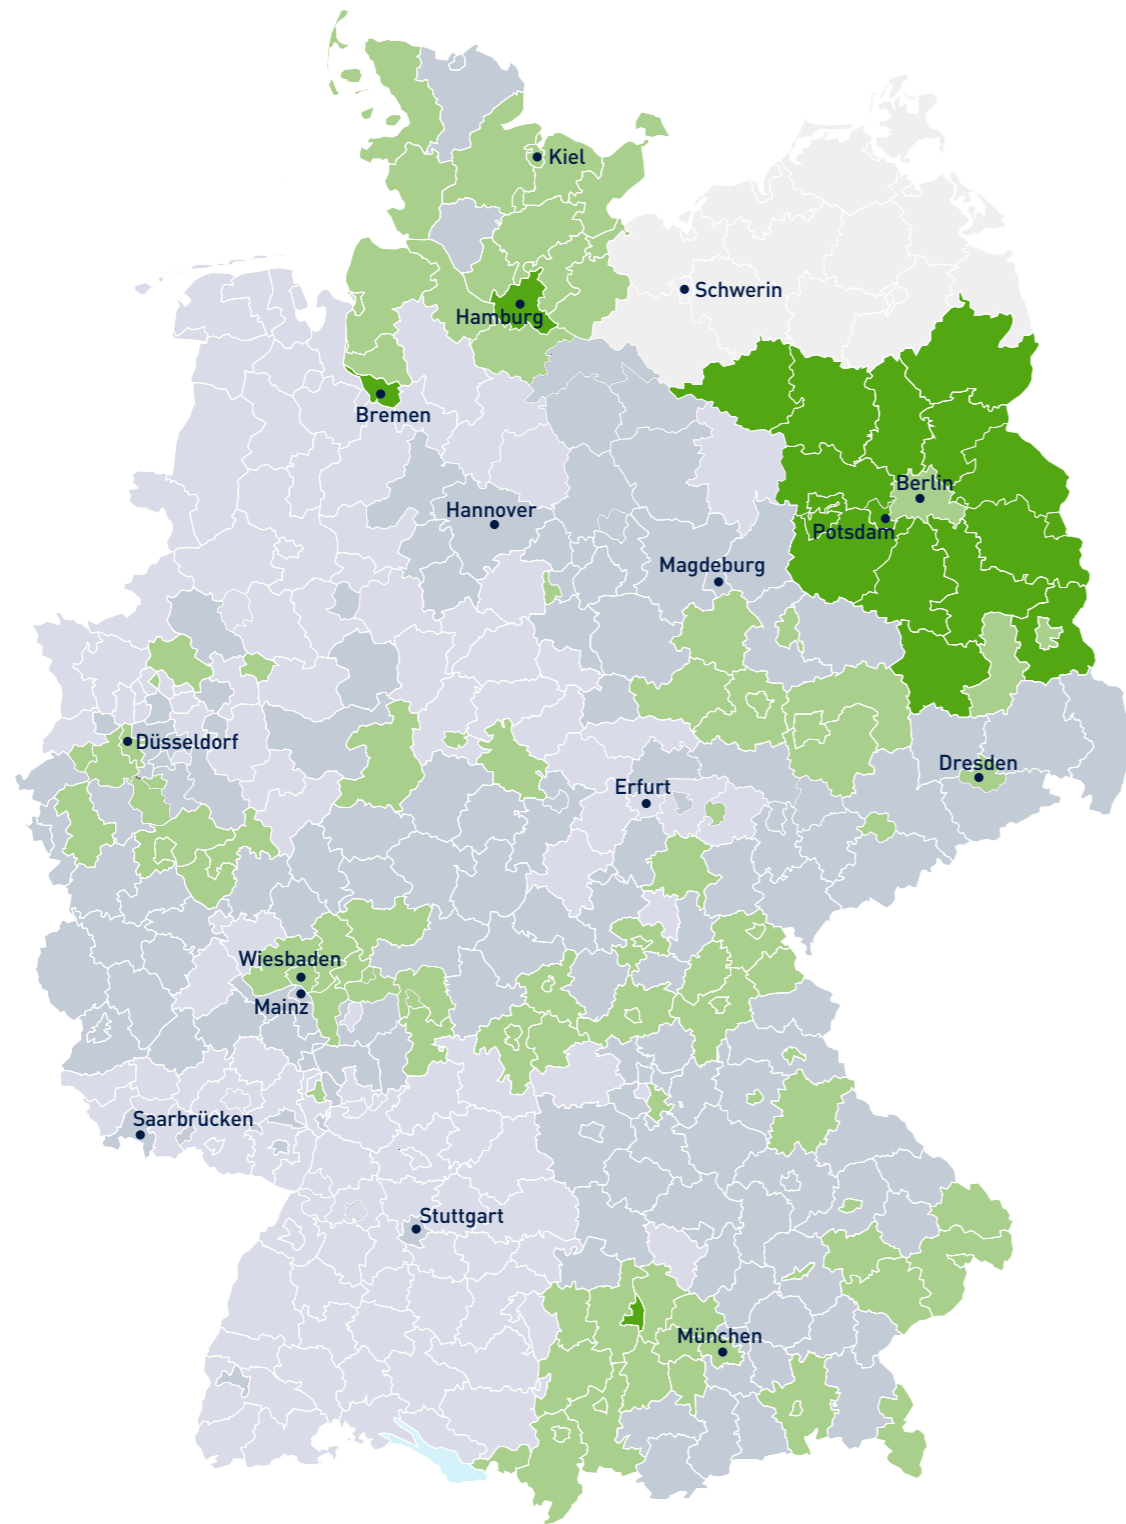 Kiel
Schwerin
Hamburg
Bremen
Berlin
Hannover
Potsdam
Magdeburg
Düsseldorf
Dresden
Erfurt
Wiesbaden
Mainz
Saarbrücken
Stuttgart
München